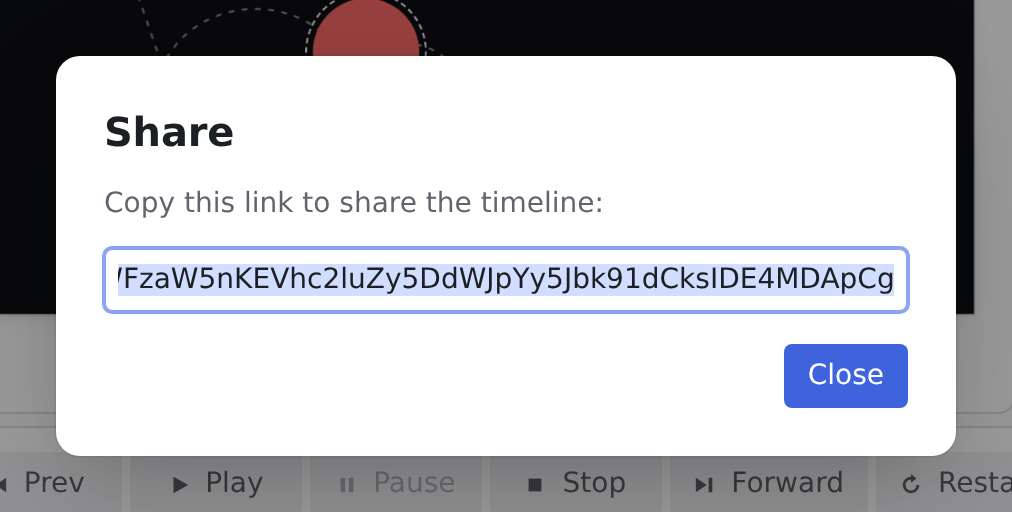 Share
Copy this link to share the timeline:
FzaW5nKEVhc2luZy5DdWJpYy5Jbk91dCksIDE4MDApCg
Close
Prev
Play
Pause
Stop
Forward
Resta